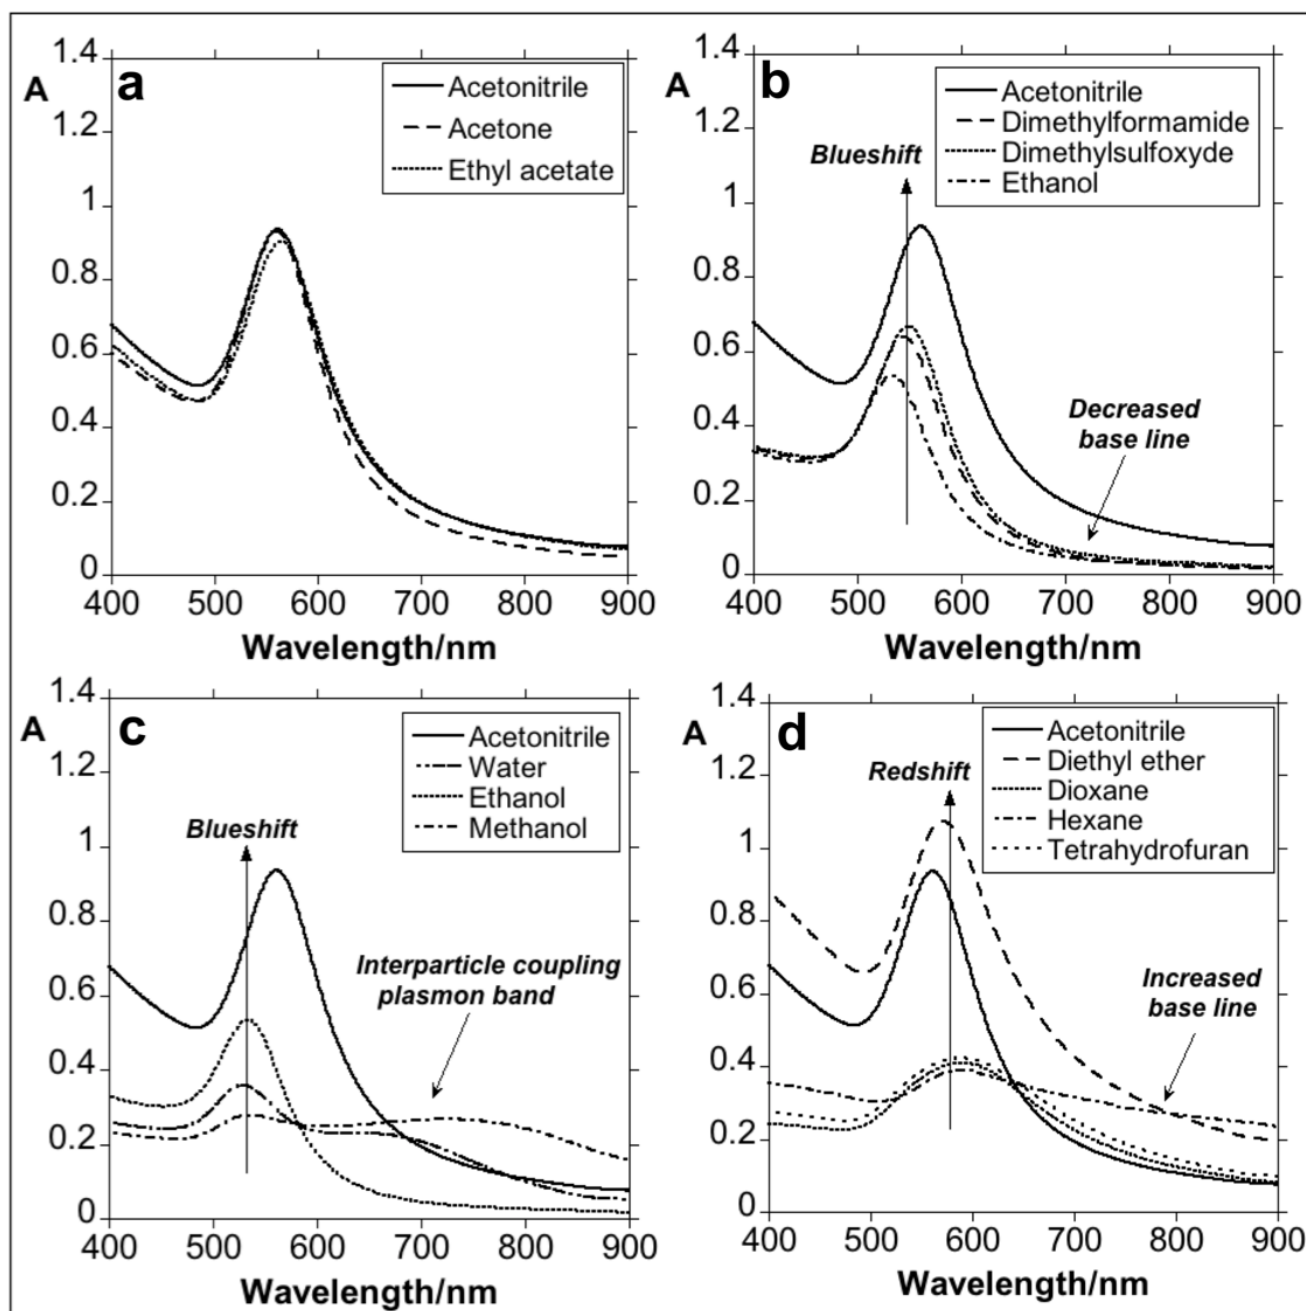 a
A
1.4
1.2
1
0.8
0.6
0.4
0.2
0
400 500 600 700 800 900
Wavelength/nm
Acetonitrile
Acetone
Ethyl acetate
b
A
1.4
1.2
1
0.8
0.6
0.4
0.2
0
400 500 600 700 800 900
Wavelength/nm
Acetonitrile
Dimethylformamide
Dimethylsulfoxyde
Ethanol
Blueshift
Decreased
base line
c
A
1.4
1.2
1
0.8
0.6
0.4
0.2
0
400 500 600 700 800 900
Wavelength/nm
Acetonitrile
Water
Ethanol
Methanol
Blueshift
Interparticle coupling
plasmon band
d
A
1.4
1.2
1
0.8
0.6
0.4
0.2
0
400 500 600 700 800 900
Wavelength/nm
Acetonitrile
Diethyl ether
Dioxane
Hexane
Tetrahydrofuran
Redshift
Increased
base line